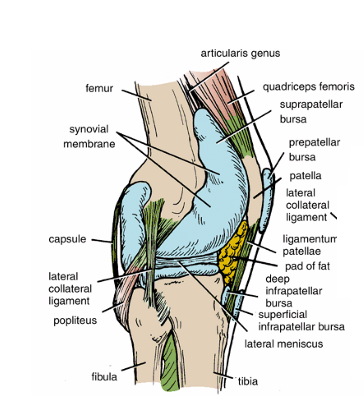 articularis genus
femur
quadriceps femoris
suprapatellar
bursa
synovial
membrane
prepatellar
bursa
patella
lateral
collateral
ligament
capsule
ligamentum
patellae
pad of fat
lateral
collateral
ligament
deep
infrapatellar
bursa
popliteus
superficial
infrapatellar bursa
lateral meniscus
fibula
tibia